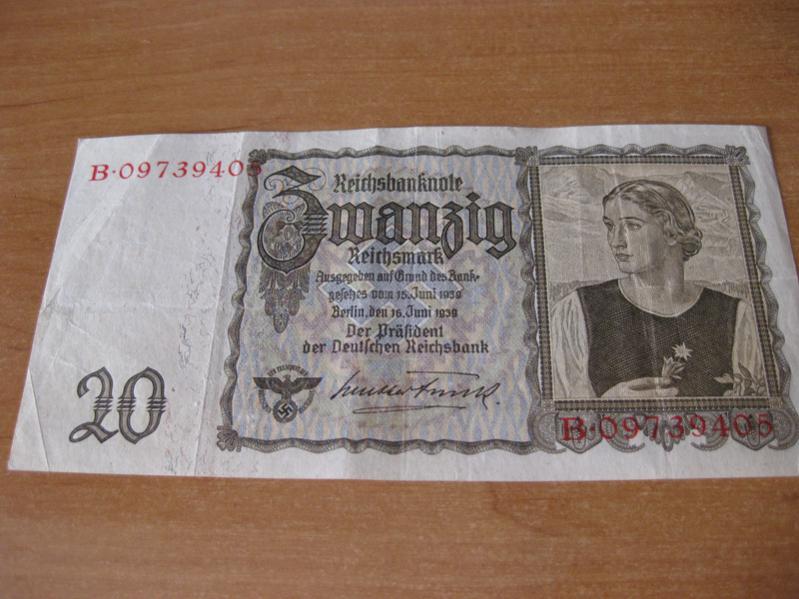 B·09739405
Reichsbanknote
Zwanzig
Reichsmark
Ausgegeben auf Grund des Bank-
gesetzes vom 15. Juni 1939
Berlin, den 16. Juni 1939
Der Präsident
der Deutschen Reichsbank
20
B·09739405